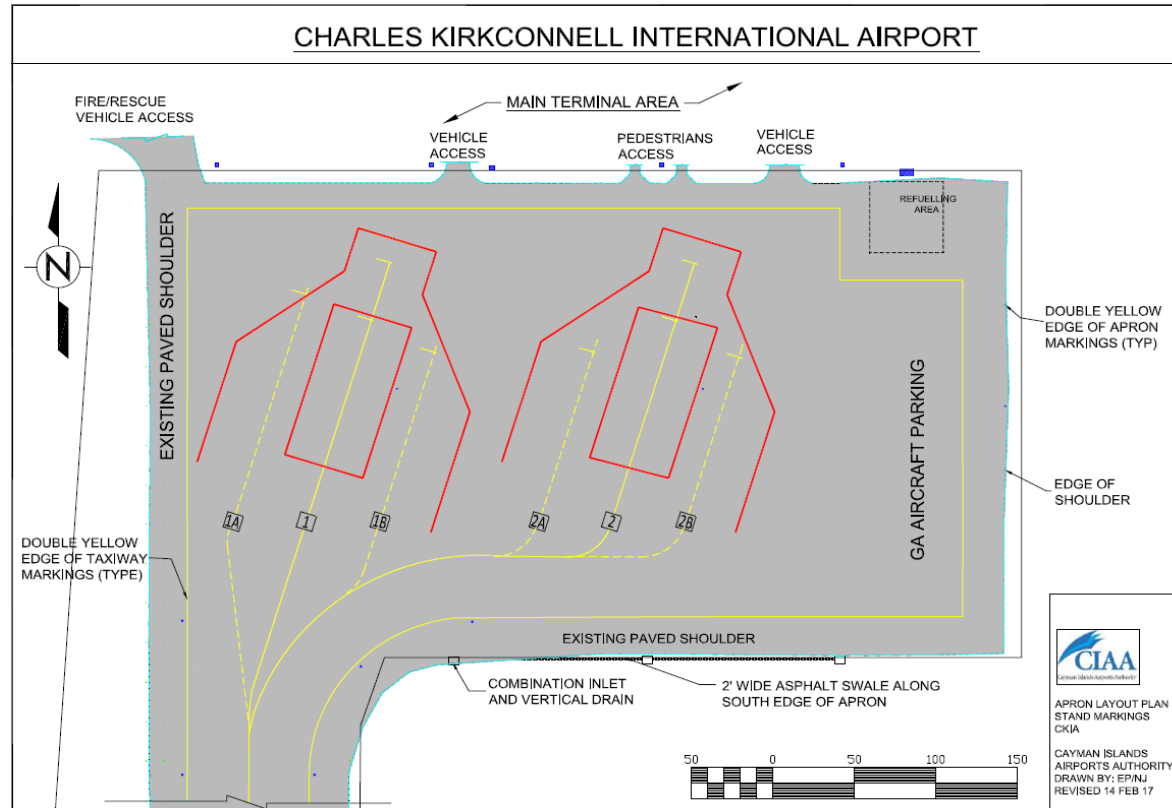 CHARLES KIRKCONNELL INTERNATIONAL AIRPORT
FIRE/RESCUE
VEHICLE ACCESS
MAIN TERMINAL AREA
VEHICLE
ACCESS
PEDESTRIANS
ACCESS
VEHICLE
ACCESS
REFUELLING
AREA
N
EXISTING PAVED SHOULDER
DOUBLE YELLOW
EDGE OF APRON
MARKINGS (TYP)
GA AIRCRAFT PARKING
EDGE OF
SHOULDER
1A
1
1B
2A
2
2B
DOUBLE YELLOW
EDGE OF TAXIWAY
MARKINGS (TYPE)
EXISTING PAVED SHOULDER
COMBINATION INLET
AND VERTICAL DRAIN
2' WIDE ASPHALT SWALE ALONG
SOUTH EDGE OF APRON
50 0 50 100 150
CIAA
Cayman Islands Airports Authority
APRON LAYOUT PLAN
STAND MARKINGS
CKIA
CAYMAN ISLANDS
AIRPORTS AUTHORITY
DRAWN BY: EP/NJ
REVISED 14 FEB 17